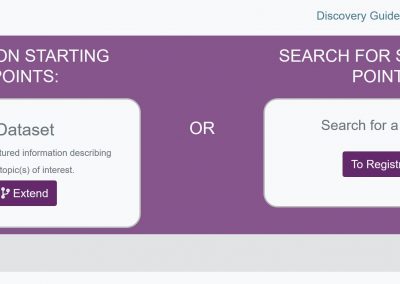 Discovery Guide
ON STARTING
POINTS:
Dataset
tured information describing
topic(s) of interest.
Extend
OR
SEARCH FOR S
POINT
Search for a
To Registr